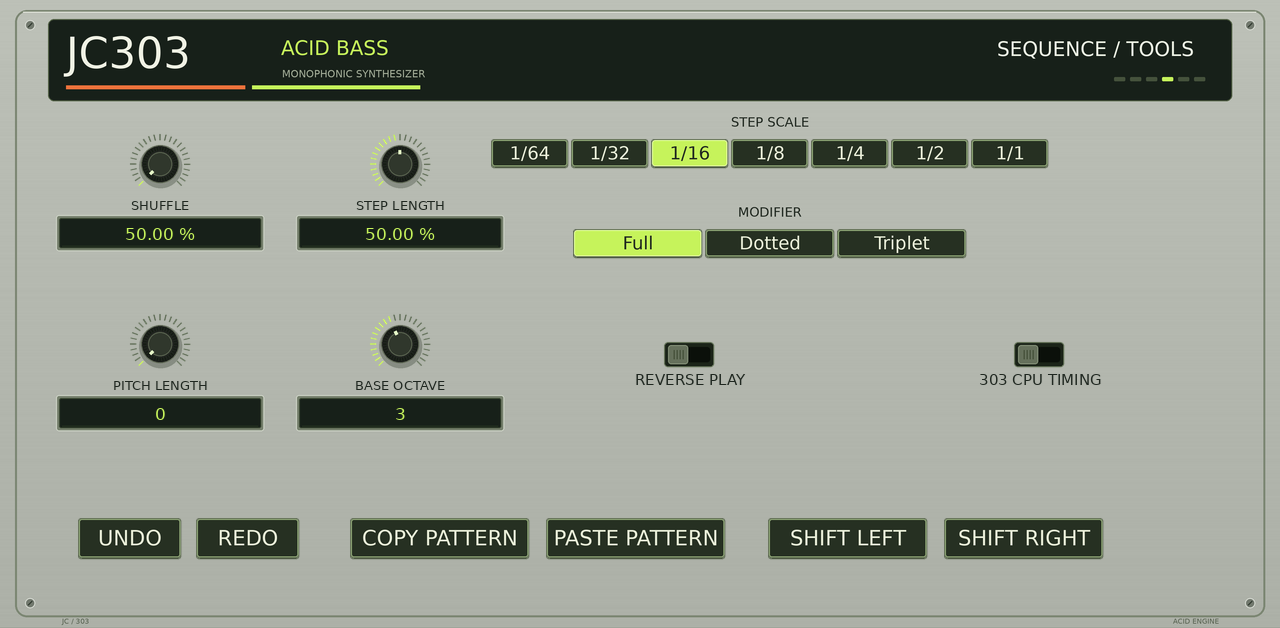 JC303
ACID BASS
MONOPHONIC SYNTHESIZER
SEQUENCE / TOOLS
STEP SCALE
1/64 1/32 1/16 1/8 1/4 1/2 1/1
SHUFFLE
50.00 %
STEP LENGTH
50.00 %
MODIFIER
Full Dotted Triplet
PITCH LENGTH
0
BASE OCTAVE
3
REVERSE PLAY
303 CPU TIMING
UNDO REDO COPY PATTERN PASTE PATTERN SHIFT LEFT SHIFT RIGHT
JC / 303
ACID ENGINE